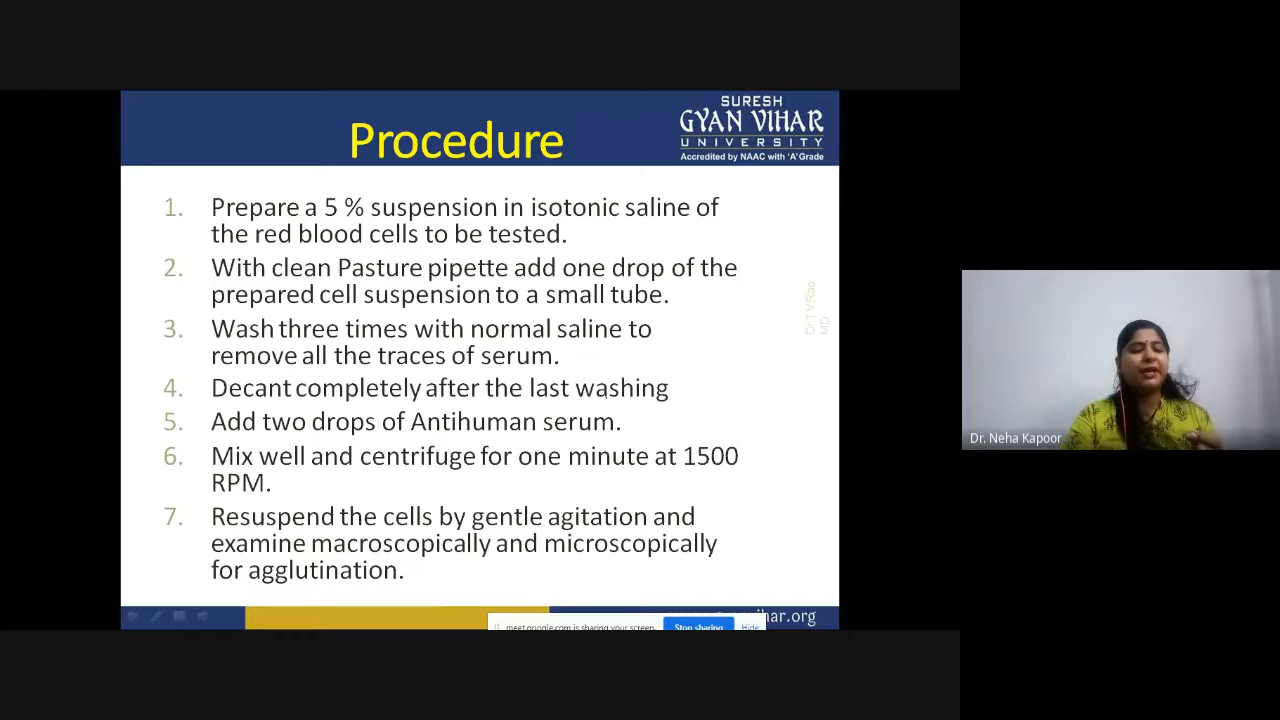 SURESH
GYAN VIHAR
UNIVERSITY
Accredited by NAAC with 'A' Grade
Procedure
1. Prepare a 5 % suspension in isotonic saline of
the red blood cells to be tested.
2. With clean Pasture pipette add one drop of the
prepared cell suspension to a small tube.
3. Wash three times with normal saline to
remove all the traces of serum.
4. Decant completely after the last washing
5. Add two drops of Antihuman serum.
6. Mix well and centrifuge for one minute at 1500
RPM.
7. Resuspend the cells by gentle agitation and
examine macroscopically and microscopically
for agglutination.
Dr.T V Rao
MD
har.org
meet.google.com is sharing your screen. Stop sharing Hide
Dr. Neha Kapoor